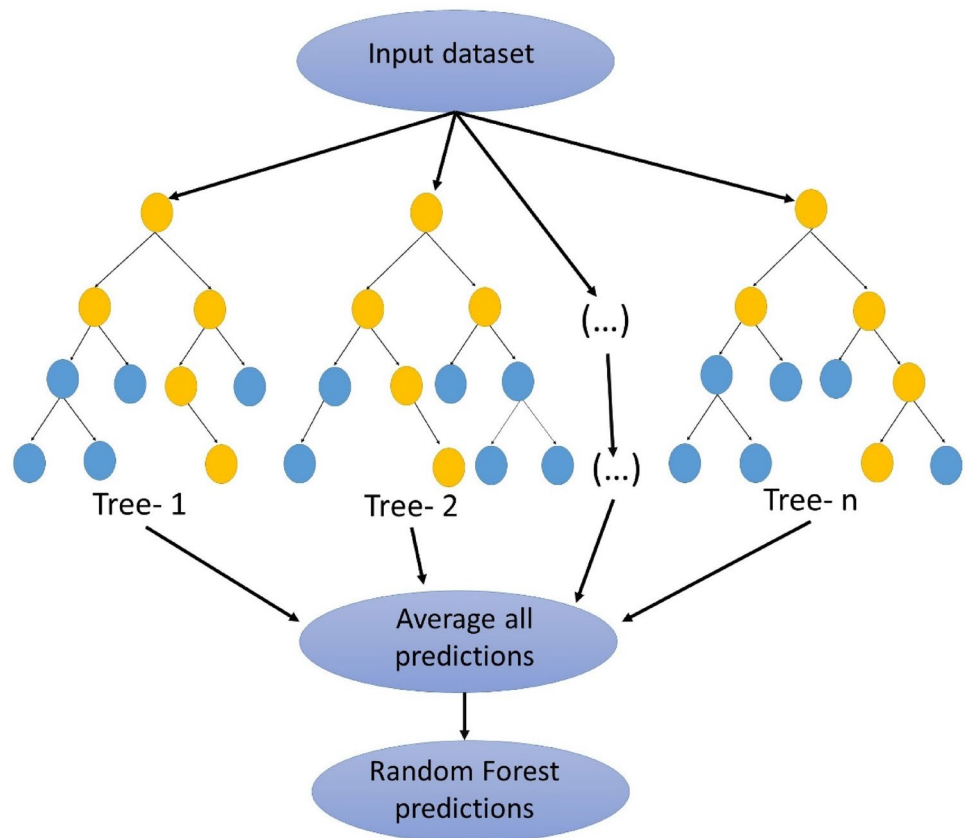 Input dataset
(...)
(...)
Tree- 1
Tree- 2
Tree- n
Average all
predictions
Random Forest
predictions